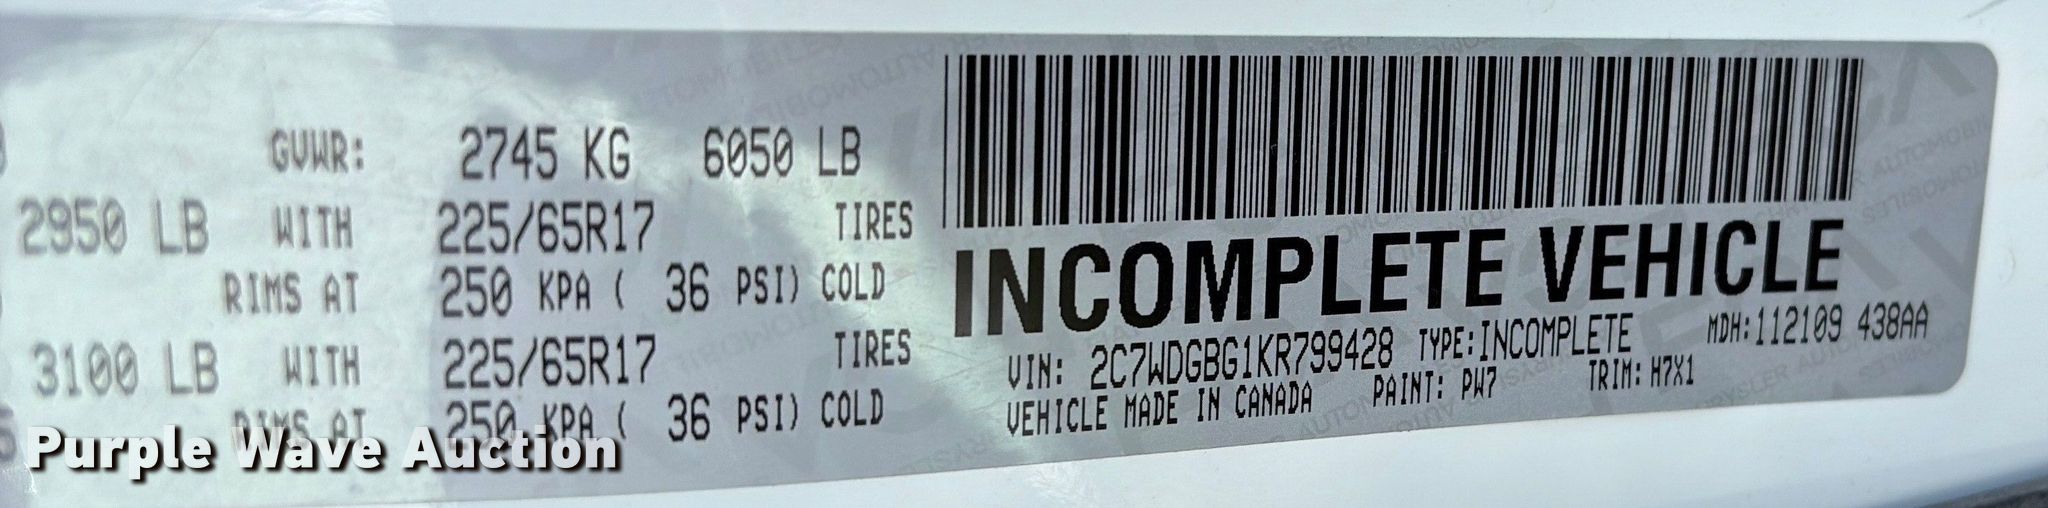 GVWR: 2745 KG 6050 LB
2950 LB WITH 225/65R17 TIRES
RIMS AT 250 KPA ( 36 PSI) COLD
3100 LB WITH 225/65R17 TIRES
RIMS AT 250 KPA ( 36 PSI) COLD
INCOMPLETE VEHICLE
VIN: 2C7WDGBG1KR799428 TYPE:INCOMPLETE MDH:112109 438AA
VEHICLE MADE IN CANADA PAINT: PW7 TRIM: H7X1
Purple Wave Auction